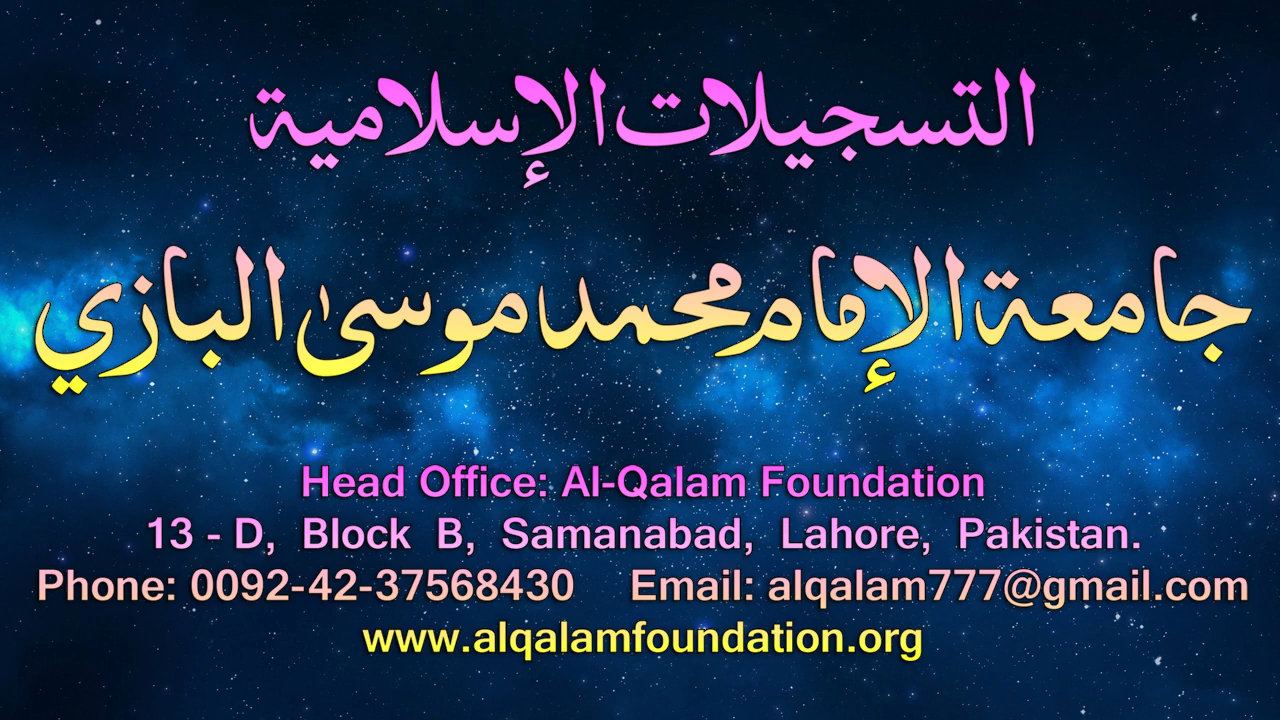 التسجيلات الإسلامية
جامعة الإمام محمد موسىٰ البازي
Head Office: Al-Qalam Foundation
13 - D, Block B, Samanabad, Lahore, Pakistan.
Phone: 0092-42-37568430 Email: alqalam777@gmail.com
www.alqalamfoundation.org